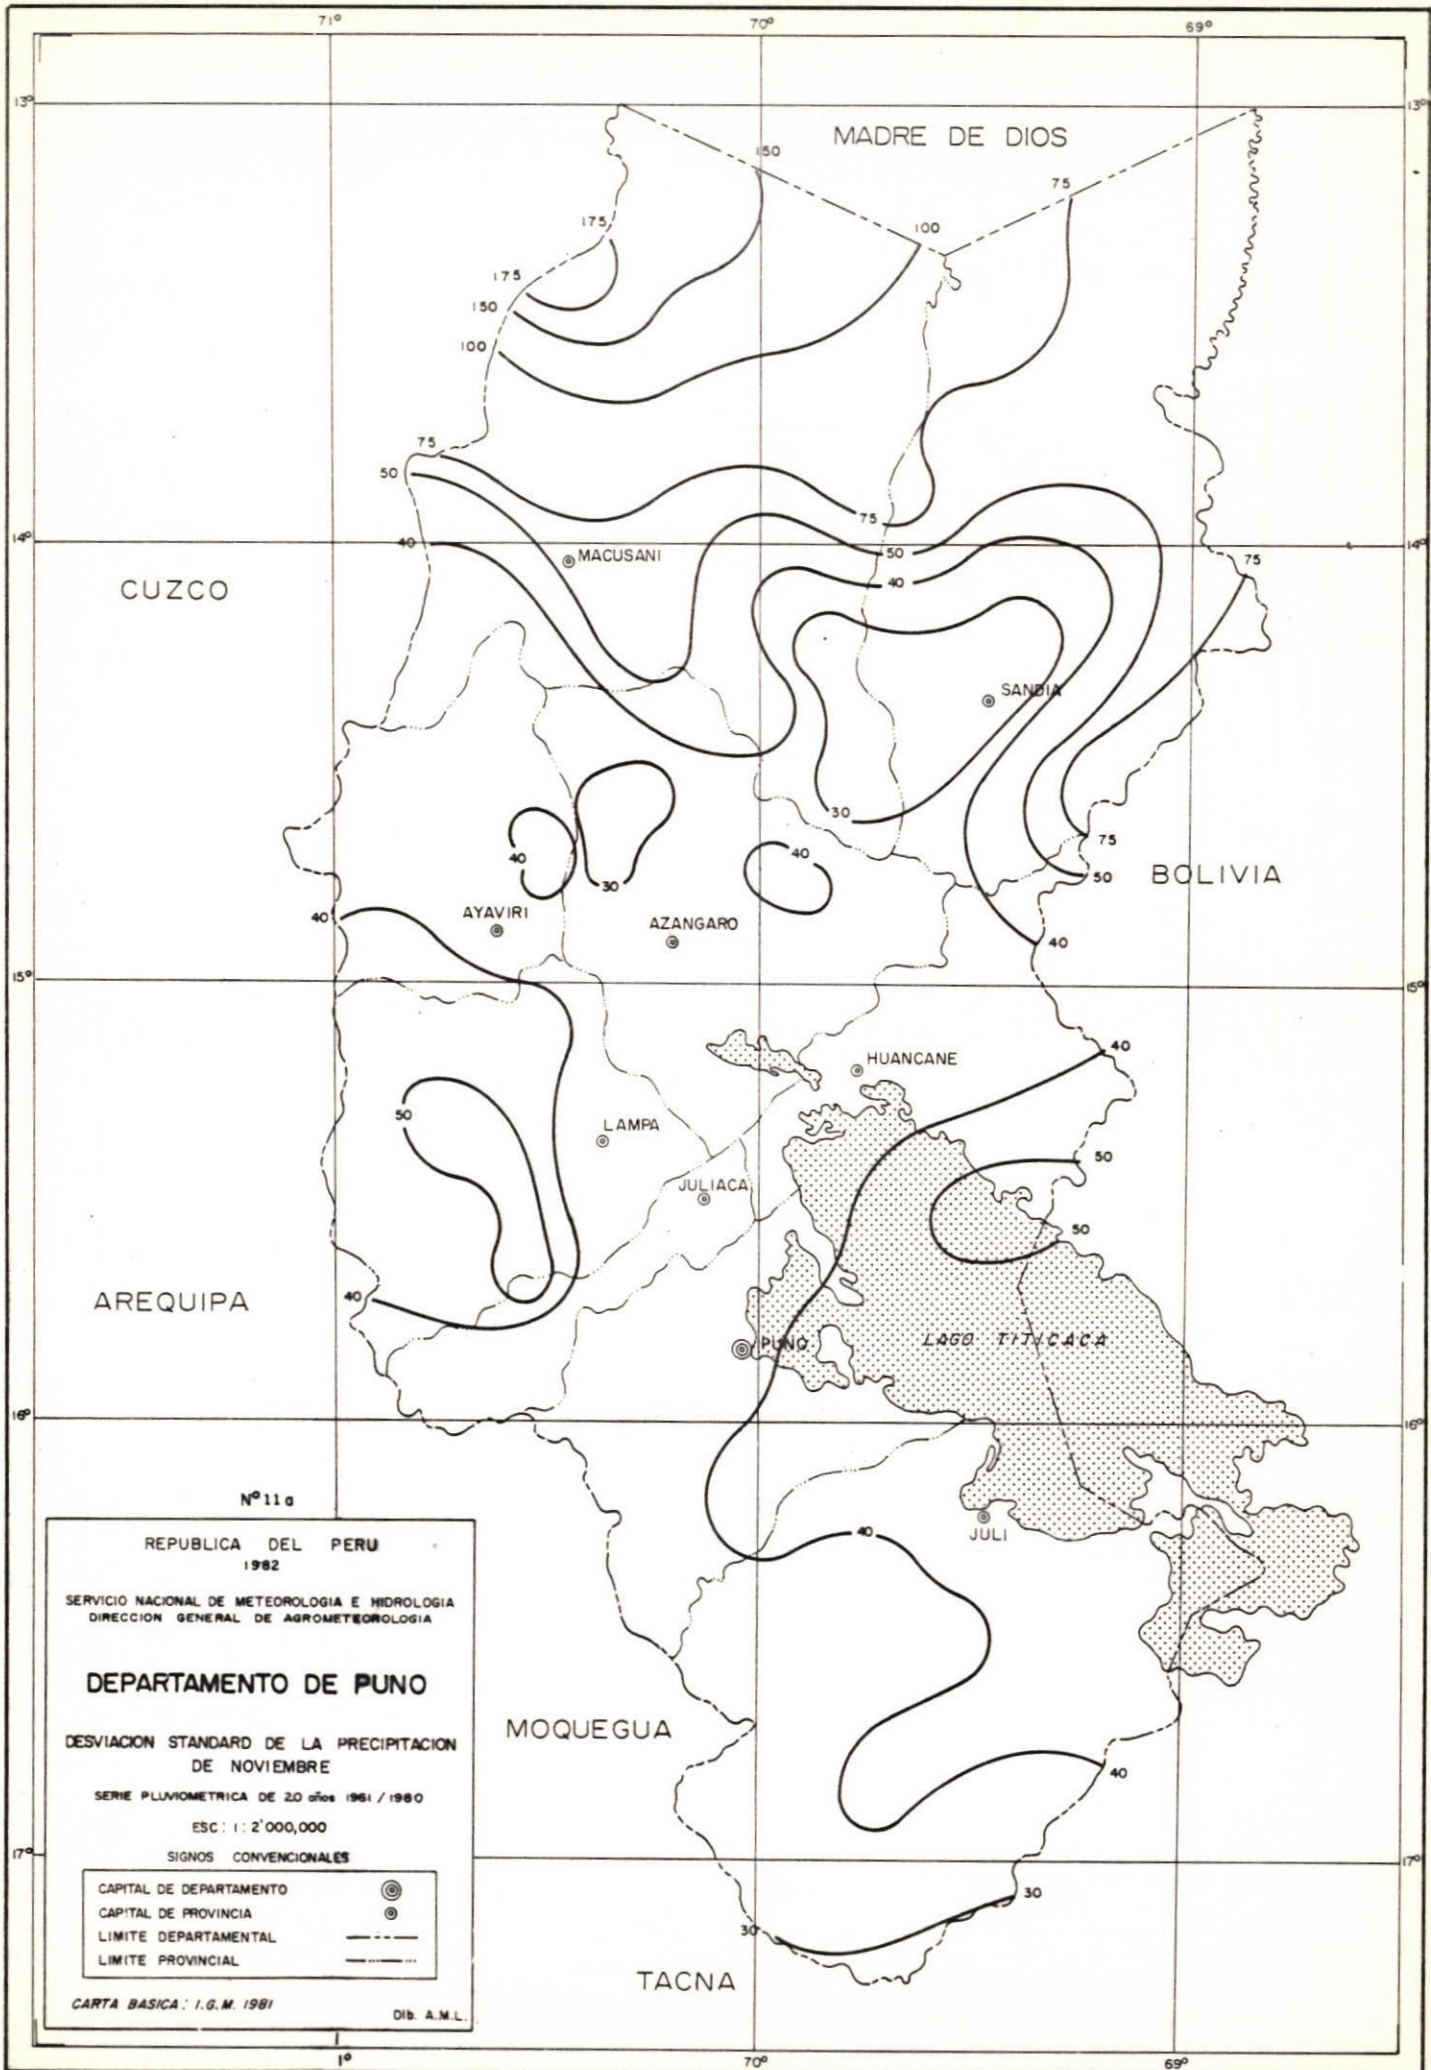 71° 70° 69°
13° 13°
MADRE DE DIOS
150
75
175
100
175
150
100
75
50
75
40
50
14° 14°
MACUSANI
75
CUZCO
40
SANDIA
30
40
40
75
30
50
BOLIVIA
40
AYAVIRI
AZANGARO
40
15° 15°
40
HUANCANE
50
LAMPA
50
JULIACA
50
AREQUIPA
40
PUNO
LAGO TITICACA
16° 16°
N° 11a
JULI
40
REPUBLICA DEL PERU
1982
SERVICIO NACIONAL DE METEOROLOGIA E HIDROLOGIA
DIRECCION GENERAL DE AGROMETEOROLOGIA
DEPARTAMENTO DE PUNO
MOQUEGUA
DESVIACION STANDARD DE LA PRECIPITACION
DE NOVIEMBRE
40
SERIE PLUVIOMETRICA DE 20 años 1961 / 1980
ESC : 1 : 2'000,000
SIGNOS CONVENCIONALES
17° 17°
CAPITAL DE DEPARTAMENTO
CAPITAL DE PROVINCIA
LIMITE DEPARTAMENTAL
LIMITE PROVINCIAL
30
30
TACNA
CARTA BASICA : I.G.M. 1981
Dib. A.M.L.
1° 70° 69°